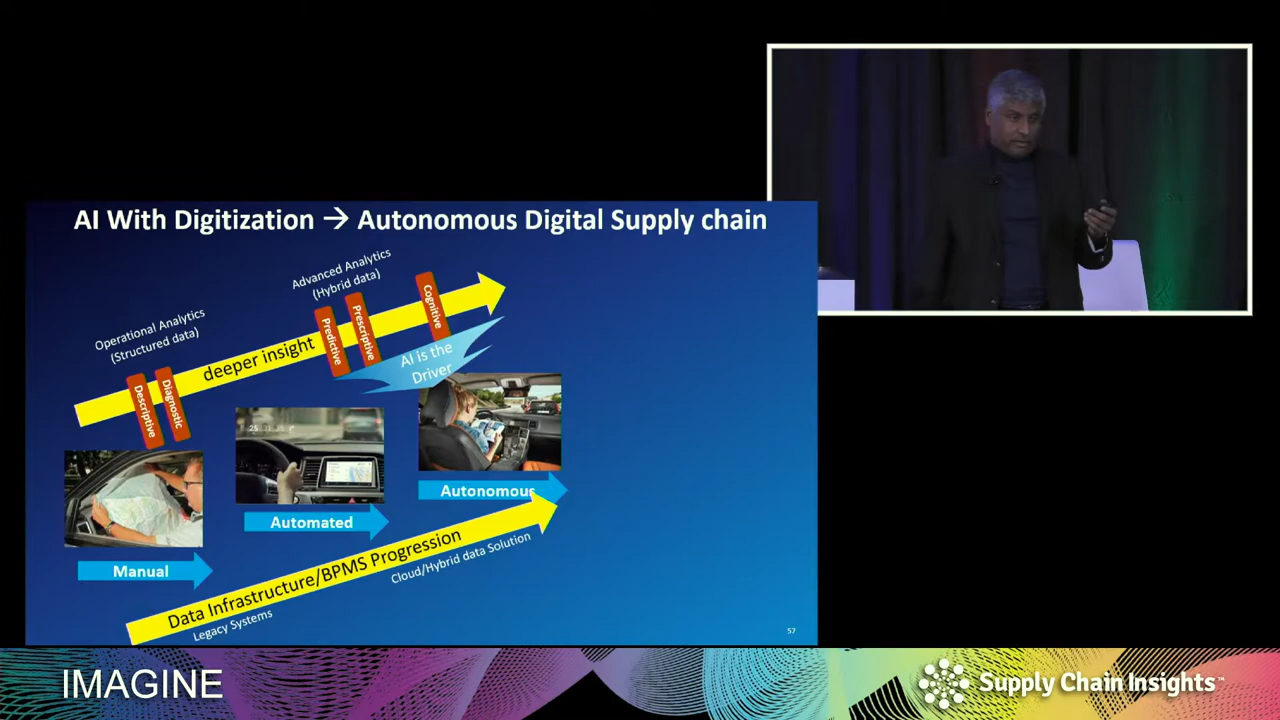 AI With Digitization → Autonomous Digital Supply chain
Advanced Analytics
(Hybrid data)
Operational Analytics
(Structured data)
deeper insight
Descriptive
Diagnostic
Predictive
Prescriptive
Cognitive
AI is the
Driver
Manual
Automated
Autonomous
Data Infrastructure/BPMS Progression
Legacy Systems
Cloud/Hybrid data Solution
57
IMAGINE
Supply Chain Insights™